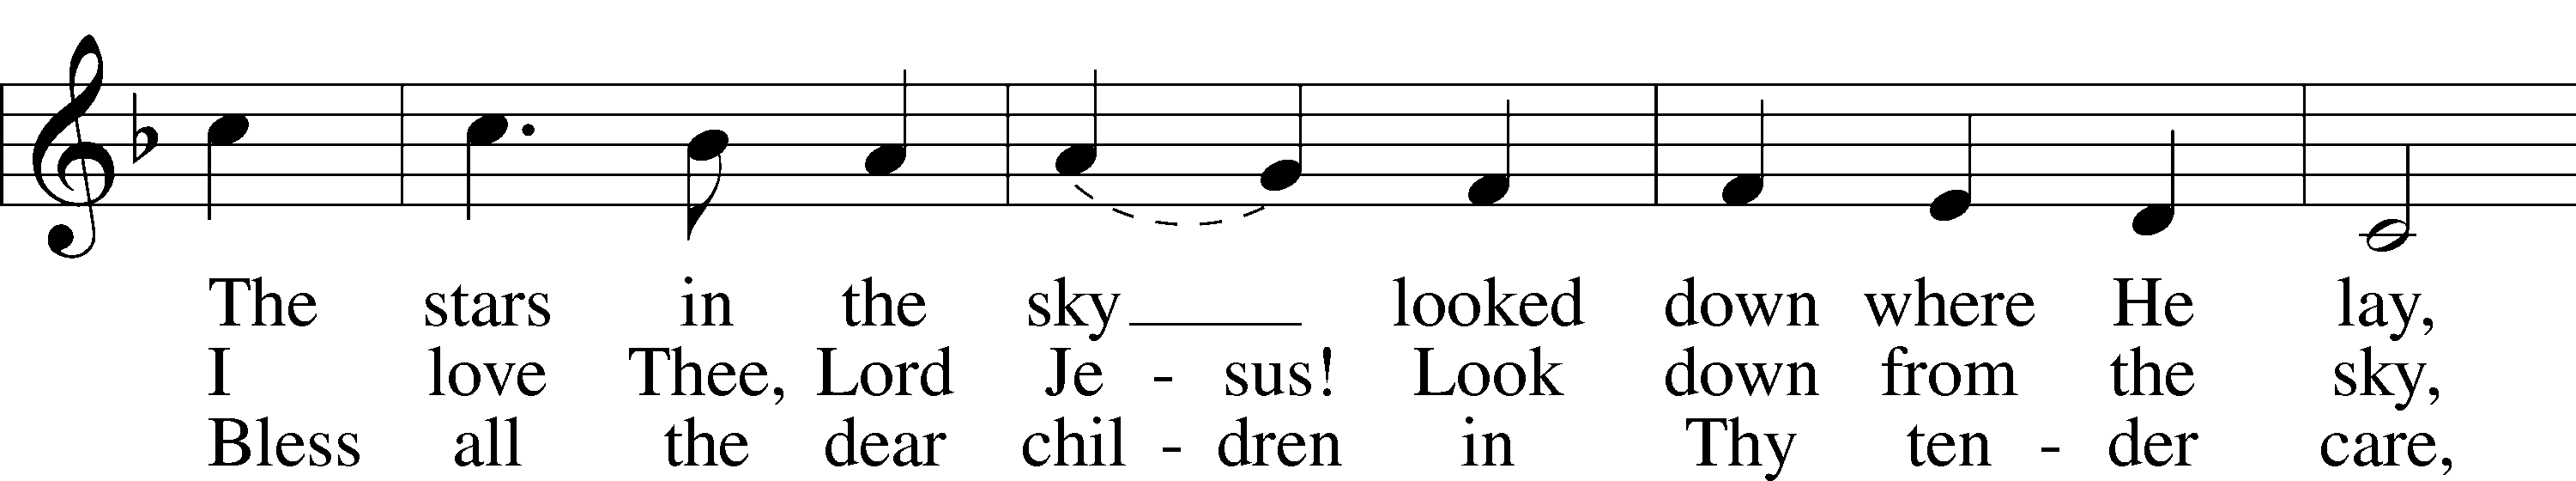 The stars in the sky looked down where He lay,
I love Thee, Lord Je - sus! Look down from the sky,
Bless all the dear chil - dren in Thy ten - der care,